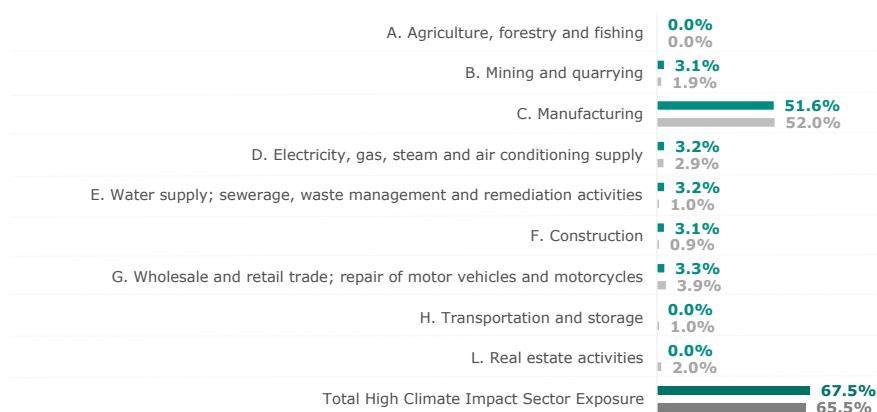 A. Agriculture, forestry and fishing
0.0%
0.0%
B. Mining and quarrying
3.1%
1.9%
C. Manufacturing
51.6%
52.0%
D. Electricity, gas, steam and air conditioning supply
3.2%
2.9%
E. Water supply; sewerage, waste management and remediation activities
3.2%
1.0%
F. Construction
3.1%
0.9%
G. Wholesale and retail trade; repair of motor vehicles and motorcycles
3.3%
3.9%
H. Transportation and storage
0.0%
1.0%
L. Real estate activities
0.0%
2.0%
Total High Climate Impact Sector Exposure
67.5%
65.5%